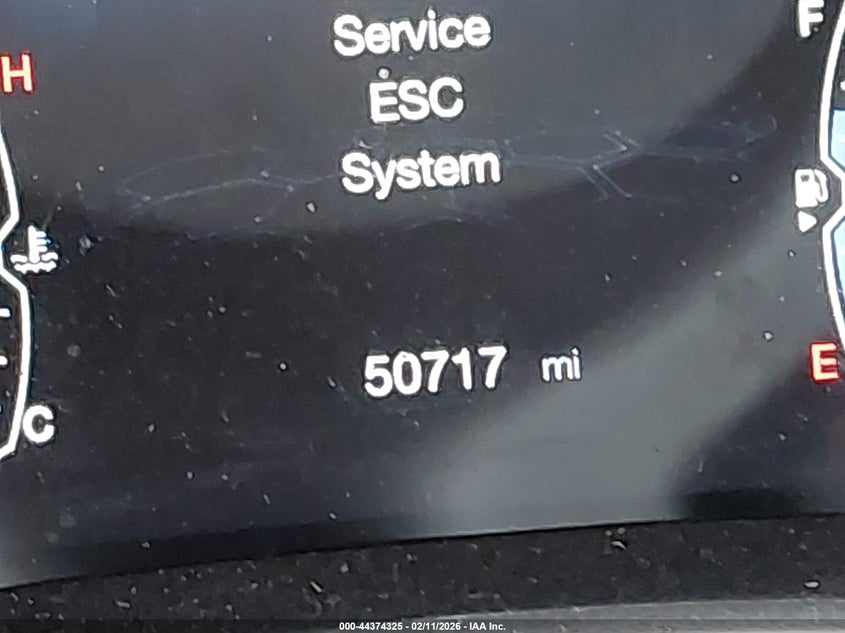 Service
F
H
ESC
System
50717 mi
E
C
000-44374325 - 02/11/2026 - IAA Inc.